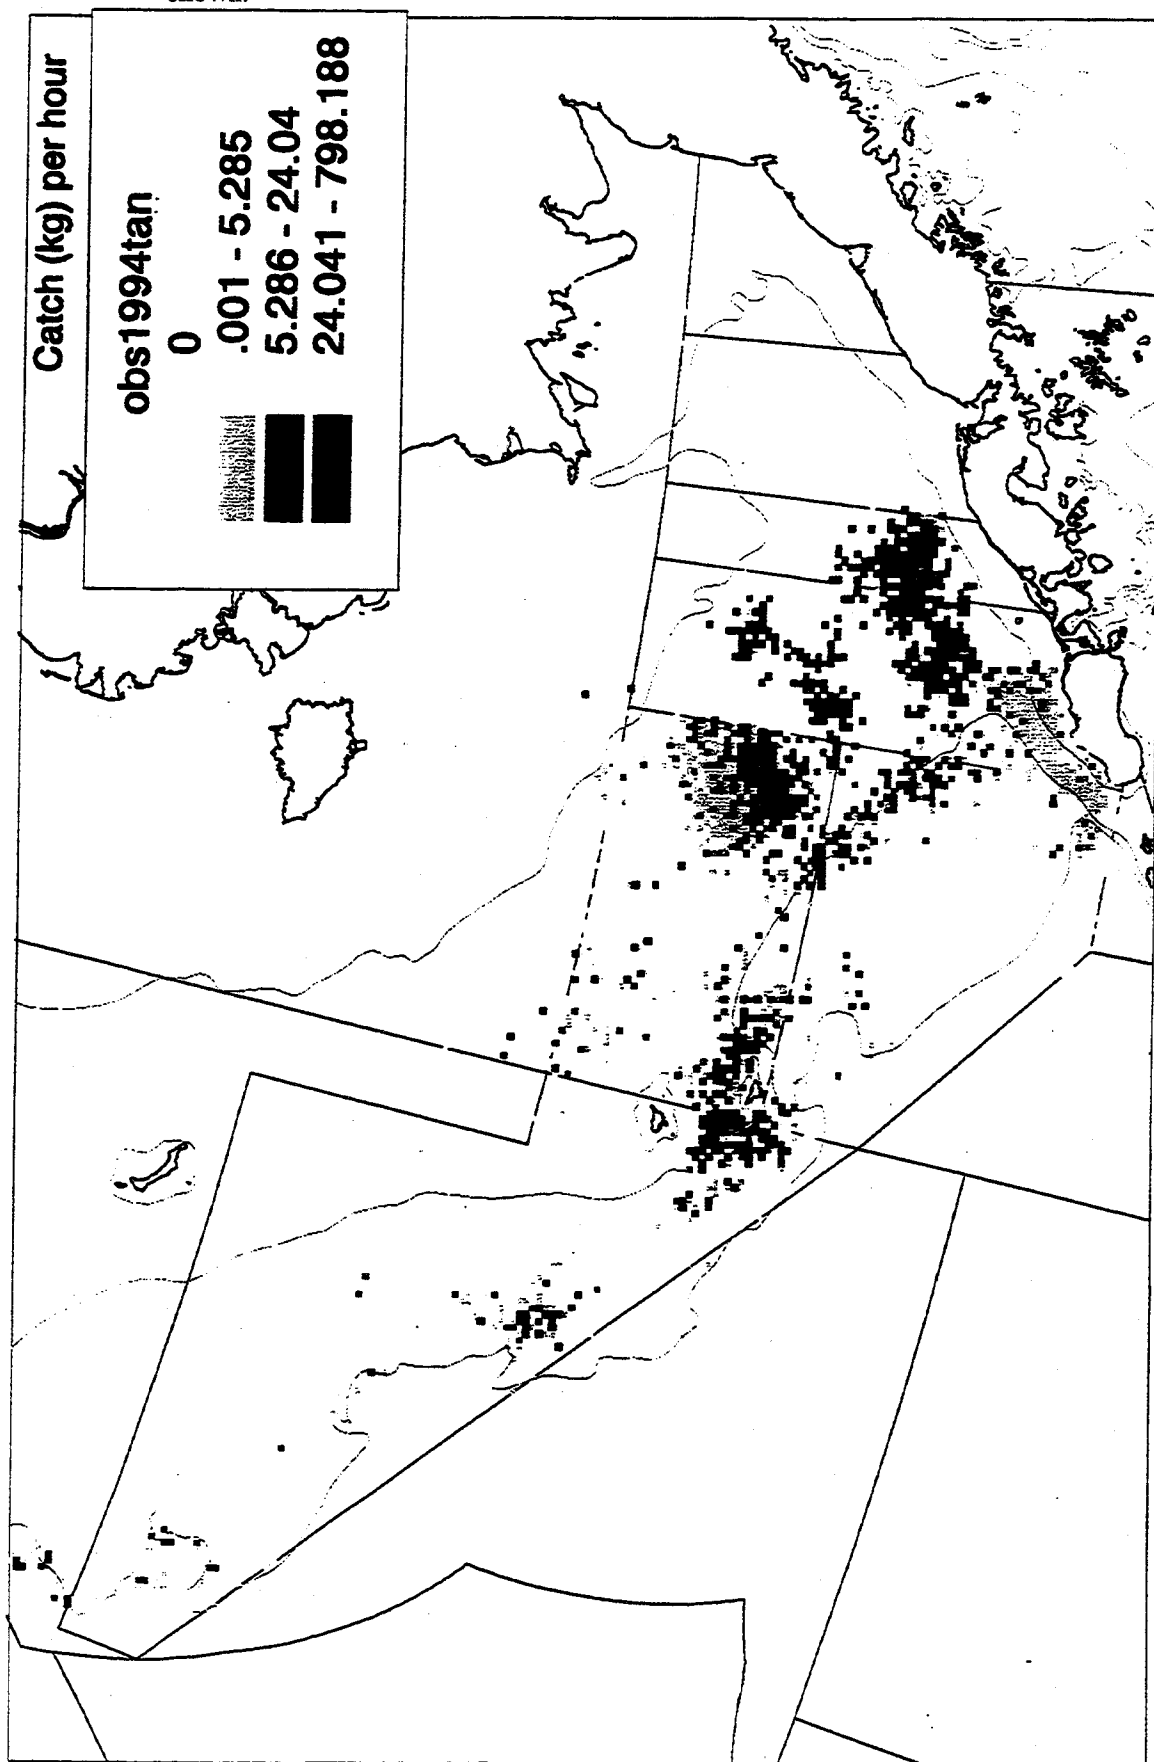 Catch (kg) per hour
obs1994tan
0
.001 - 5.285
5.286 - 24.04
24.041 - 798.188